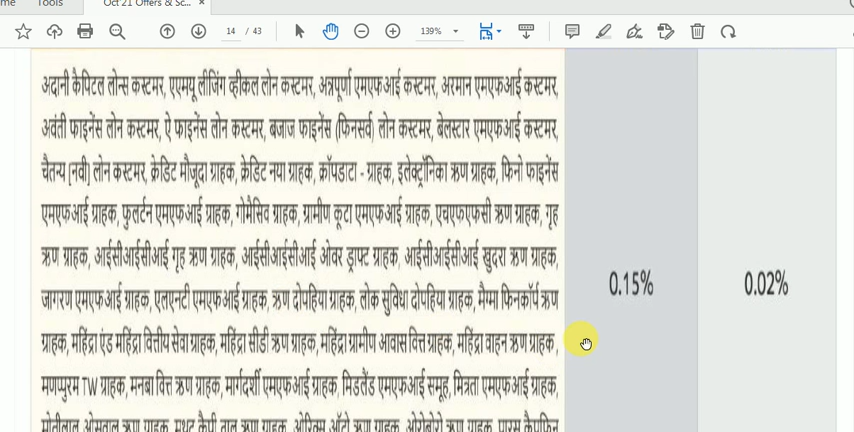 me Tools Oct'21 Offers & Sc... ×
14 / 43 139%
अदानी कैपिटल लोन्स कस्टमर, एएमयू लीजिंग व्हीकल लोन कस्टमर, अन्नपूर्णा एमएफआई कस्टमर, अरमान एमएफआई कस्टमर,
अवंती फाइनेंस लोन कस्टमर, ऐ फाइनेंस लोन कस्टमर, बजाज फाइनेंस (फिनसर्व) लोन कस्टमर, बेलस्टार एमएफआई कस्टमर,
चैतन्य [नवी] लोन कस्टमर, क्रेडिट मौजूदा ग्राहक, क्रेडिट नया ग्राहक, क्रॉपडाटा - ग्राहक, इलेक्ट्रॉनिका ऋण ग्राहक, फिनो फाइनेंस
एमएफआई ग्राहक, फुलर्टन एमएफआई ग्राहक, गोमैसिव ग्राहक, ग्रामीण कूटा एमएफआई ग्राहक, एचएफएफसी ऋण ग्राहक, गृह
ऋण ग्राहक, आईसीआईसीआई गृह ऋण ग्राहक, आईसीआईसीआई ओवर ड्राफ्ट ग्राहक, आईसीआईसीआई खुदरा ऋण ग्राहक,
जागरण एमएफआई ग्राहक, एलएनटी एमएफआई ग्राहक, ऋण दोपहिया ग्राहक, लोक सुविधा दोपहिया ग्राहक, मैग्मा फिनकॉर्प ऋण
0.15% 0.02%
ग्राहक, महिंद्रा एंड महिंद्रा वित्तीय सेवा ग्राहक, महिंद्रा सीडी ऋण ग्राहक, महिंद्रा ग्रामीण आवास वित्त ग्राहक, महिंद्रा वाहन ऋण ग्राहक,
मणप्पुरम TW ग्राहक, मनबा वित्त ऋण ग्राहक, मार्गदर्शी एमएफआई ग्राहक, मिडलैंड एमएफआई समूह, मित्रता एमएफआई ग्राहक,